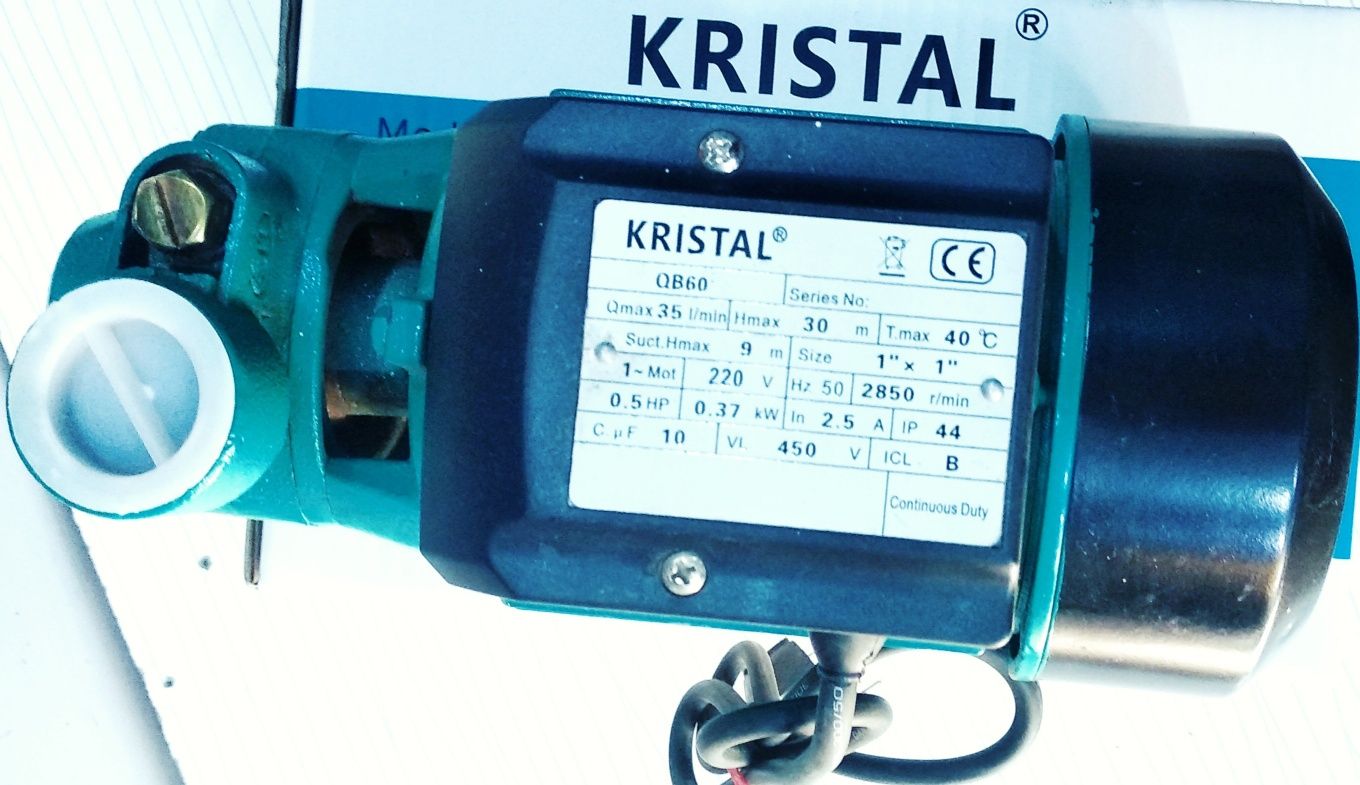 KRISTAL®
KRISTAL® CE
QB60 Series No:
Qmax 35 l/min Hmax 30 m T.max 40 °C
Suct.Hmax 9 m Size 1" × 1"
1~Mot 220 V Hz 50 2850 r/min
0.5 HP 0.37 kW In 2.5 A IP 44
C. µF 10 VL 450 V ICL B
Continuous Duty